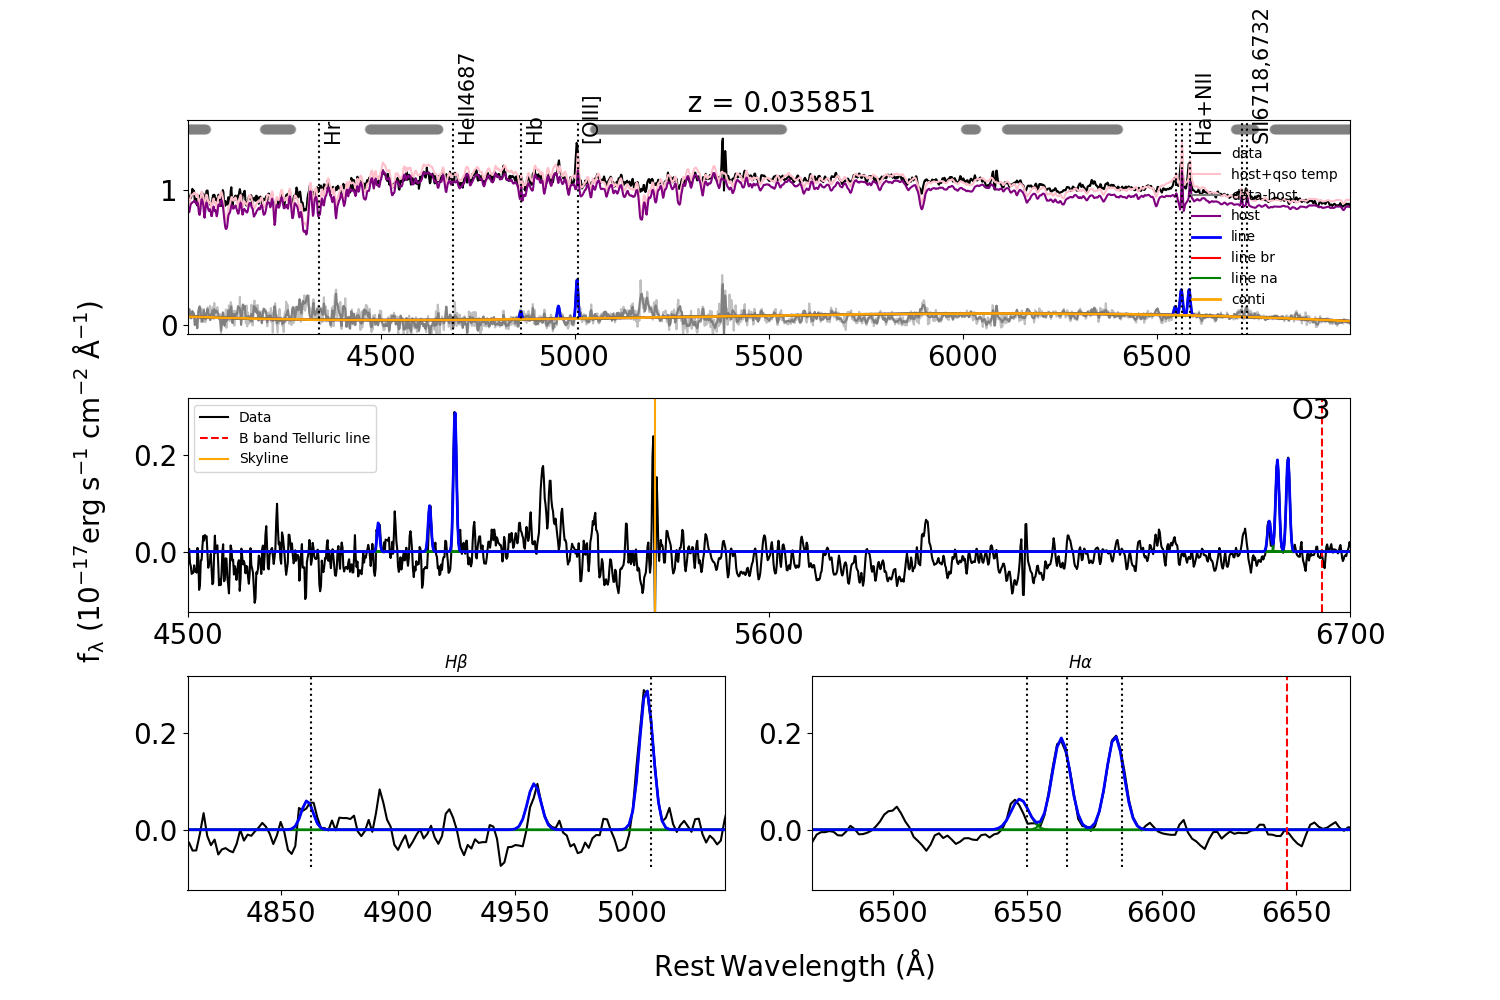 z = 0.035851
Hr
HeII4687
Hb
[OIII]
Ha+NII
SII6718,6732
data
host+qso temp
data-host
host
line
line br
line na
conti
1
0
4500 5000 5500 6000 6500
fλ (10−17erg s−1 cm−2 Å−1)
Data
B band Telluric line
Skyline
O3
0.2
0.0
4500 5600 6700
Hβ
0.2
0.0
4850 4900 4950 5000
Hα
0.2
0.0
6500 6550 6600 6650
Rest Wavelength (Å)